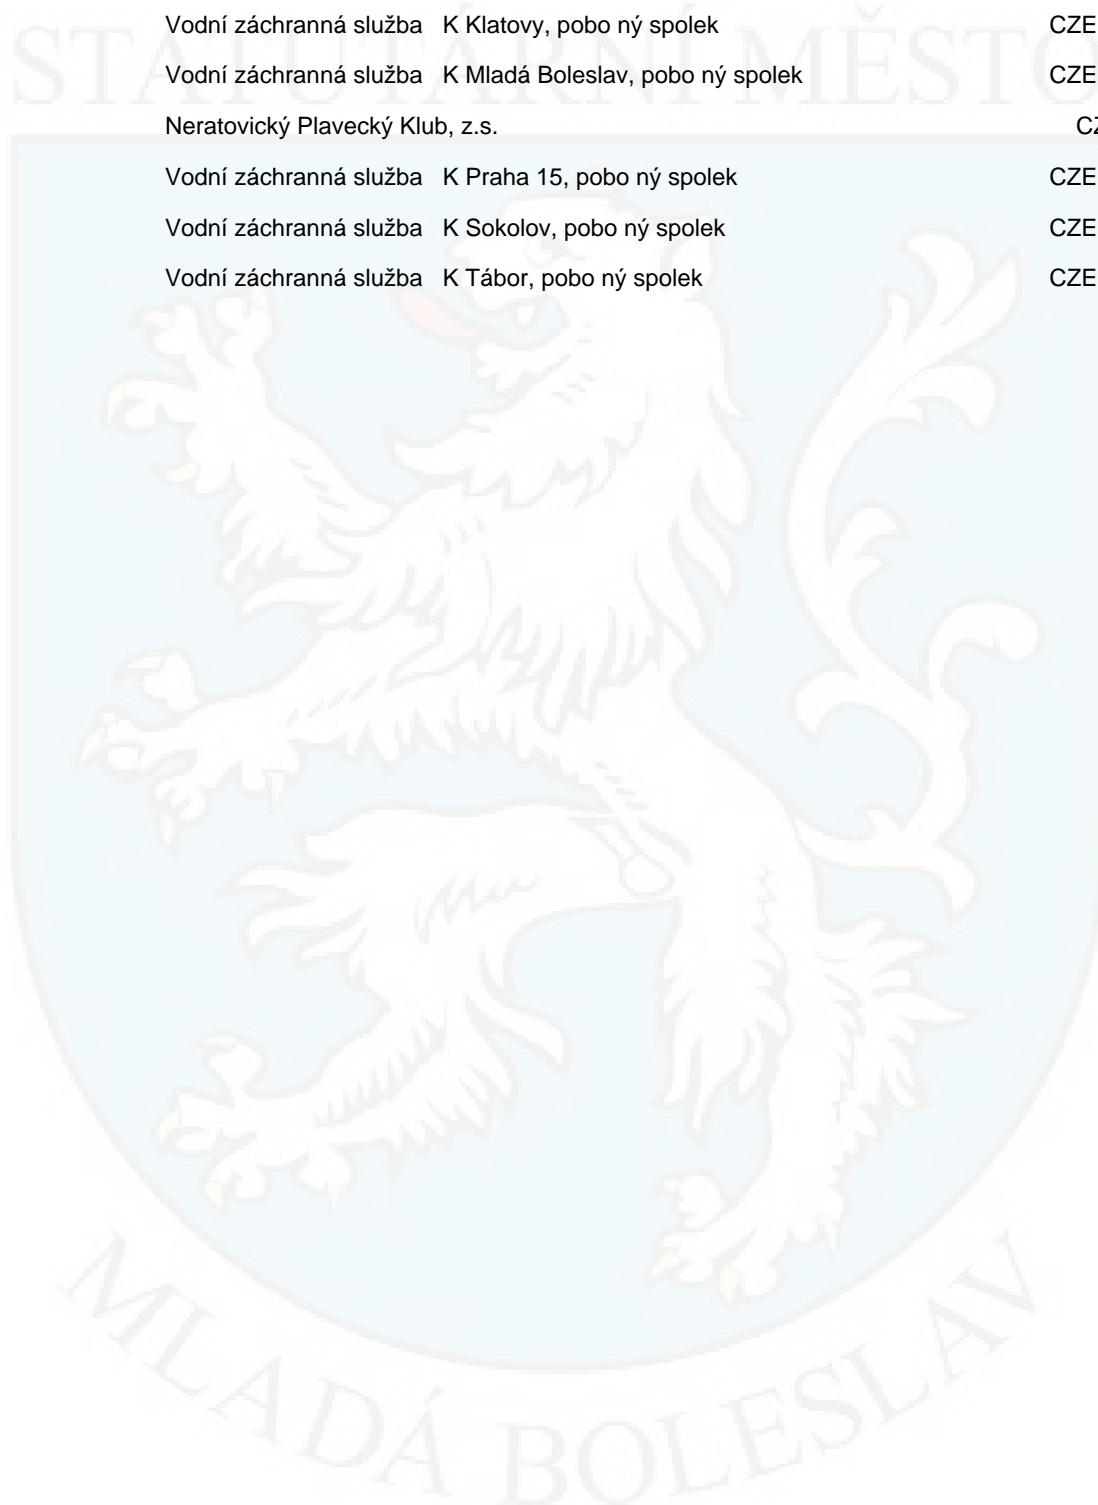 STATUTÁRNÍ MĚSTO
Vodní záchranná služba K Klatovy, pobo ný spolek CZE
Vodní záchranná služba K Mladá Boleslav, pobo ný spolek CZE
Neratovický Plavecký Klub, z.s. CZ
Vodní záchranná služba K Praha 15, pobo ný spolek CZE
Vodní záchranná služba K Sokolov, pobo ný spolek CZE
Vodní záchranná služba K Tábor, pobo ný spolek CZE
MLADÁ BOLESLAV